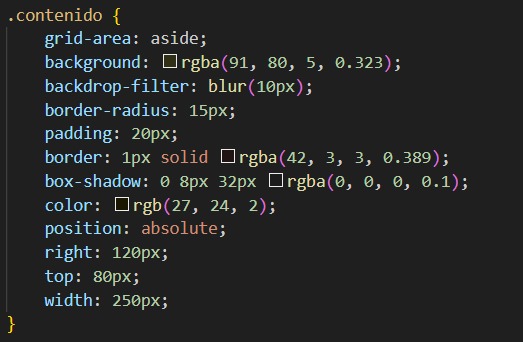 .contenido {
    grid-area: aside;
    background: rgba(91, 80, 5, 0.323);
    backdrop-filter: blur(10px);
    border-radius: 15px;
    padding: 20px;
    border: 1px solid rgba(42, 3, 3, 0.389);
    box-shadow: 0 8px 32px rgba(0, 0, 0, 0.1);
    color: rgb(27, 24, 2);
    position: absolute;
    right: 120px;
    top: 80px;
    width: 250px;
}